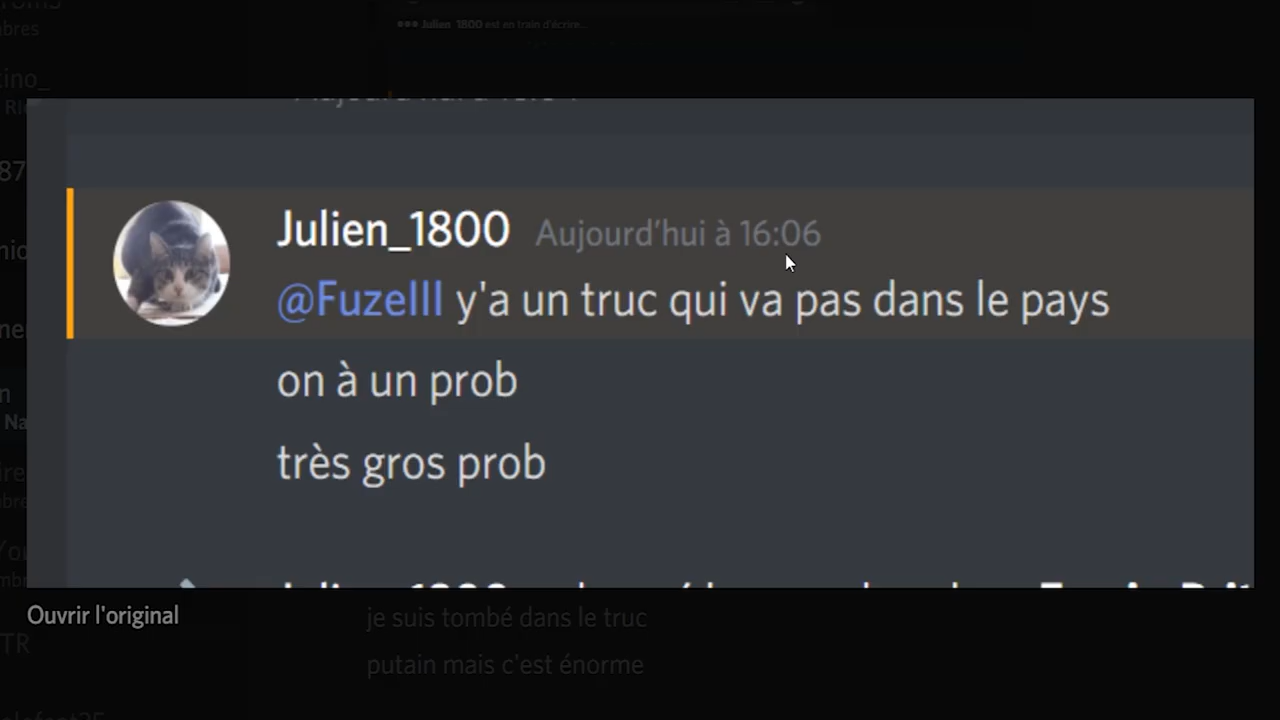 Julien_1800 est en train d'écrire...
Julien_1800 Aujourd'hui à 16:06
@FuzeIII y'a un truc qui va pas dans le pays
on à un prob
très gros prob
Ouvrir l'original
je suis tombé dans le truc
putain mais c'est énorme